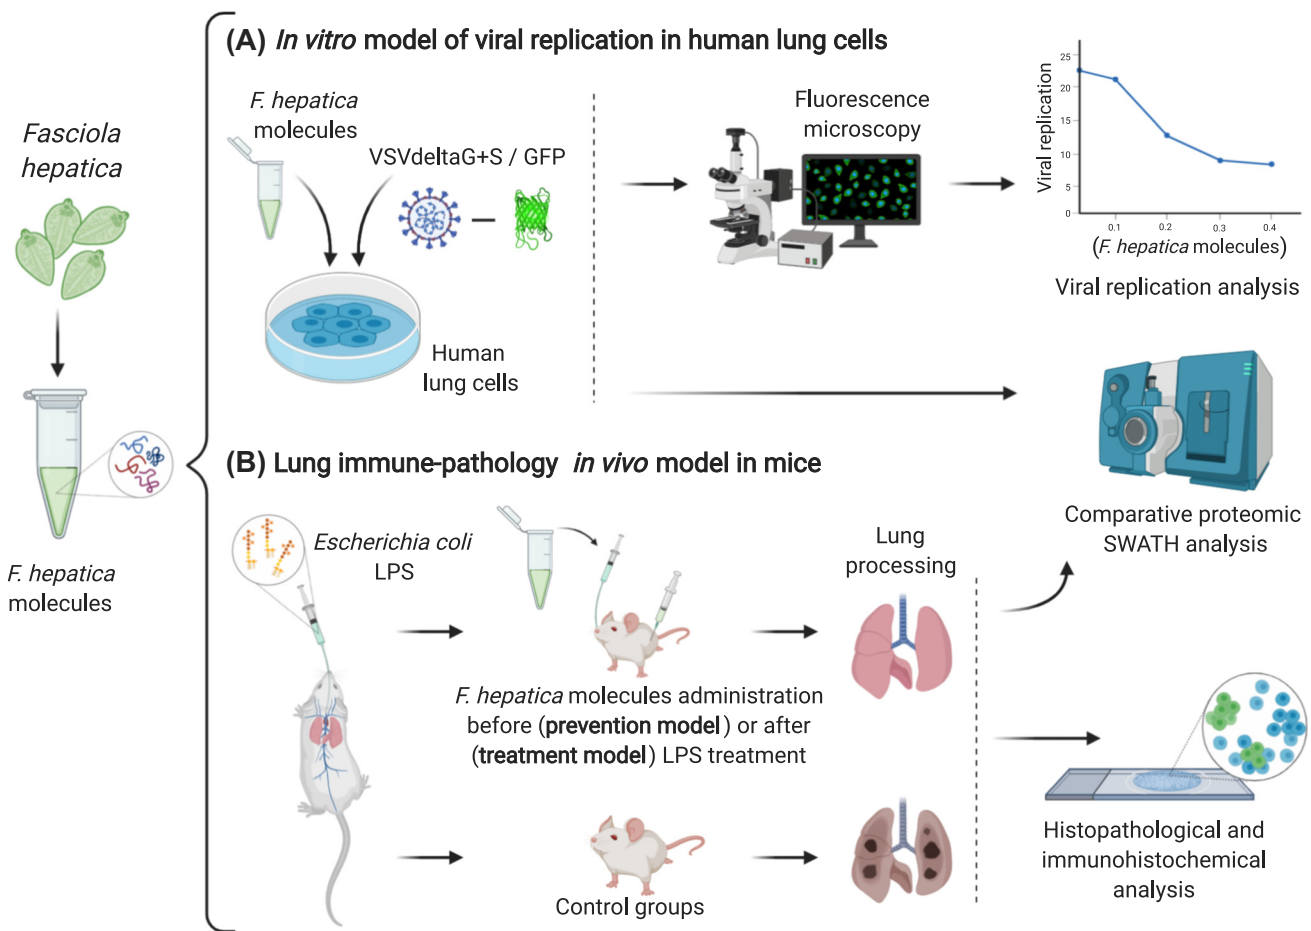 Fasciola
hepatica
F. hepatica
molecules
(A) In vitro model of viral replication in human lung cells
F. hepatica
molecules
VSVdeltaG+S / GFP
Human
lung cells
Fluorescence
microscopy
Viral replication
25
20
15
10
5
0
0.1
0.2
0.3
0.4
(F. hepatica molecules)
Viral replication analysis
Comparative proteomic
SWATH analysis
(B) Lung immune-pathology in vivo model in mice
Escherichia coli
LPS
F. hepatica molecules administration
before (prevention model) or after
(treatment model) LPS treatment
Control groups
Lung
processing
Histopathological and
immunohistochemical
analysis